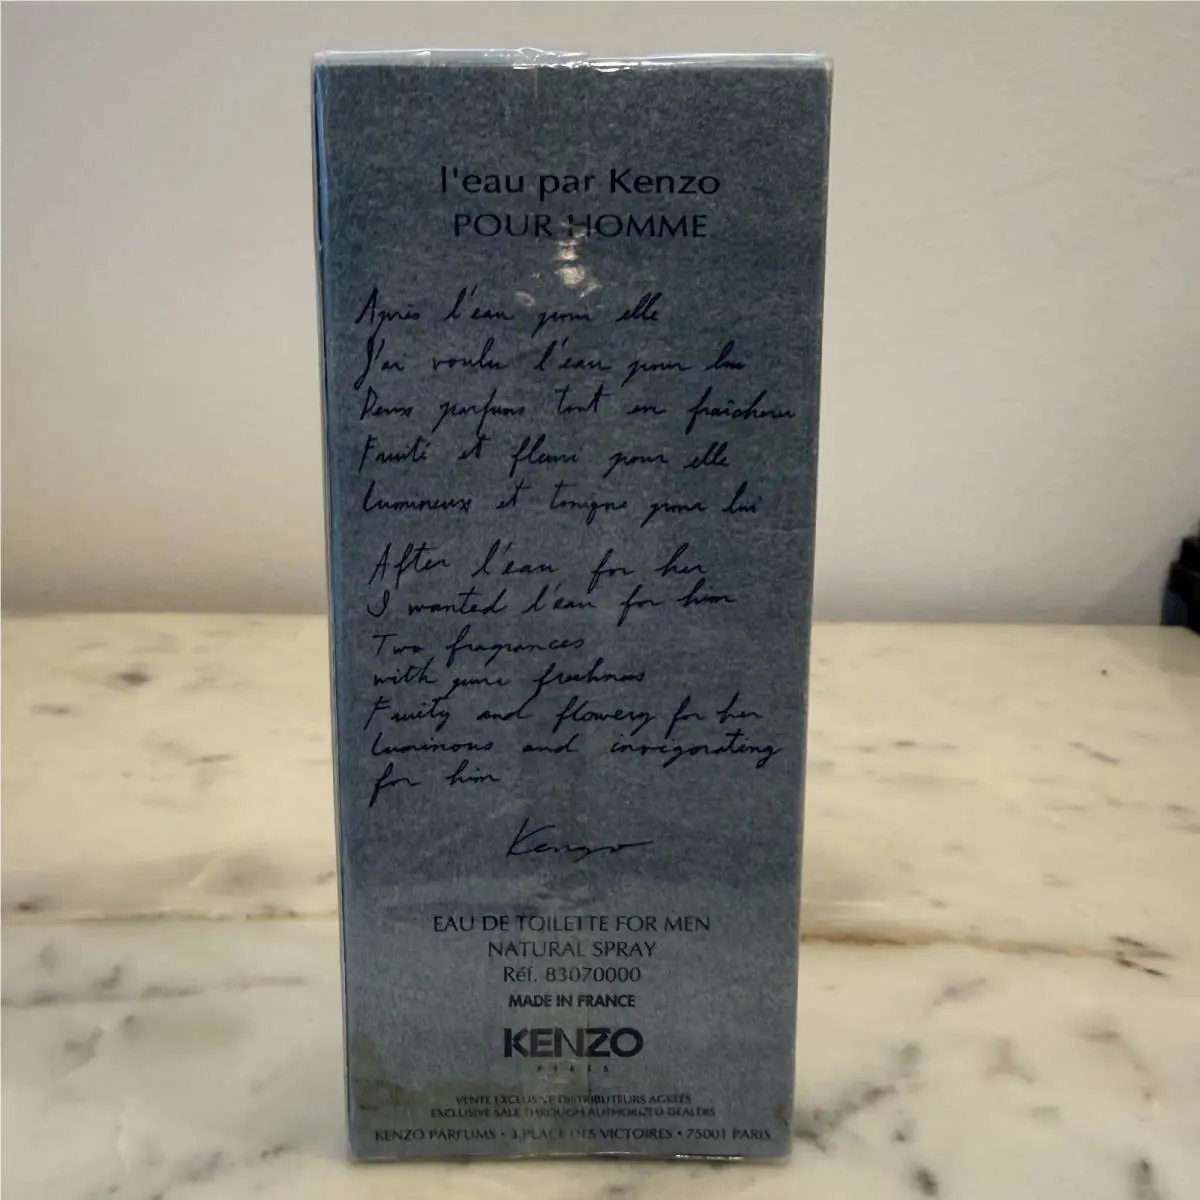 l'eau par Kenzo
POUR HOMME
Après l'eau pour elle
J'ai voulu l'eau pour lui
Deux parfums tout en fraîcheur
Fruité et fleuri pour elle
Lumineux et tonique pour lui
After l'eau for her
I wanted l'eau for him
Two fragrances
with pure freshness
Fruity and flowery for her
Luminous and invigorating
for him
Kenzo
EAU DE TOILETTE FOR MEN
NATURAL SPRAY
Réf. 83070000
MADE IN FRANCE
KENZO
PARIS
VENTE EXCLUSIVE DISTRIBUTEURS AGRÉÉS
EXCLUSIVE SALE THROUGH AUTHORIZED DEALERS
KENZO PARFUMS • 3 PLACE DES VICTOIRES • 75001 PARIS